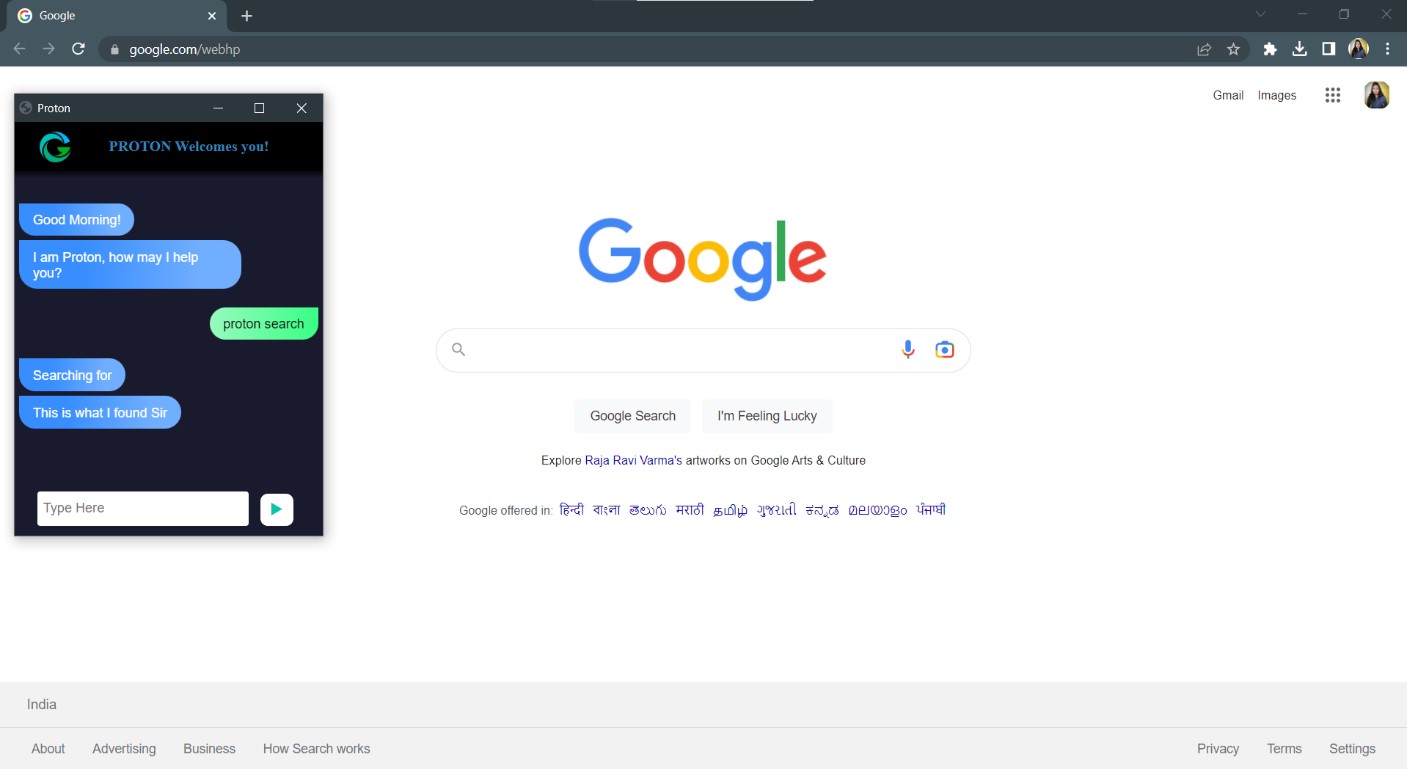 Google
google.com/webhp
Gmail Images
Proton
PROTON Welcomes you!
Good Morning!
I am Proton, how may I help
you?
proton search
Searching for
This is what I found Sir
Type Here
Google
Google Search I'm Feeling Lucky
Explore Raja Ravi Varma's artworks on Google Arts & Culture
Google offered in: हिन्दी বাংলা తెలుగు मराठी தமிழ் ગુજરાતી ಕನ್ನಡ മലയാളം ਪੰਜਾਬੀ
India
About Advertising Business How Search works
Privacy Terms Settings